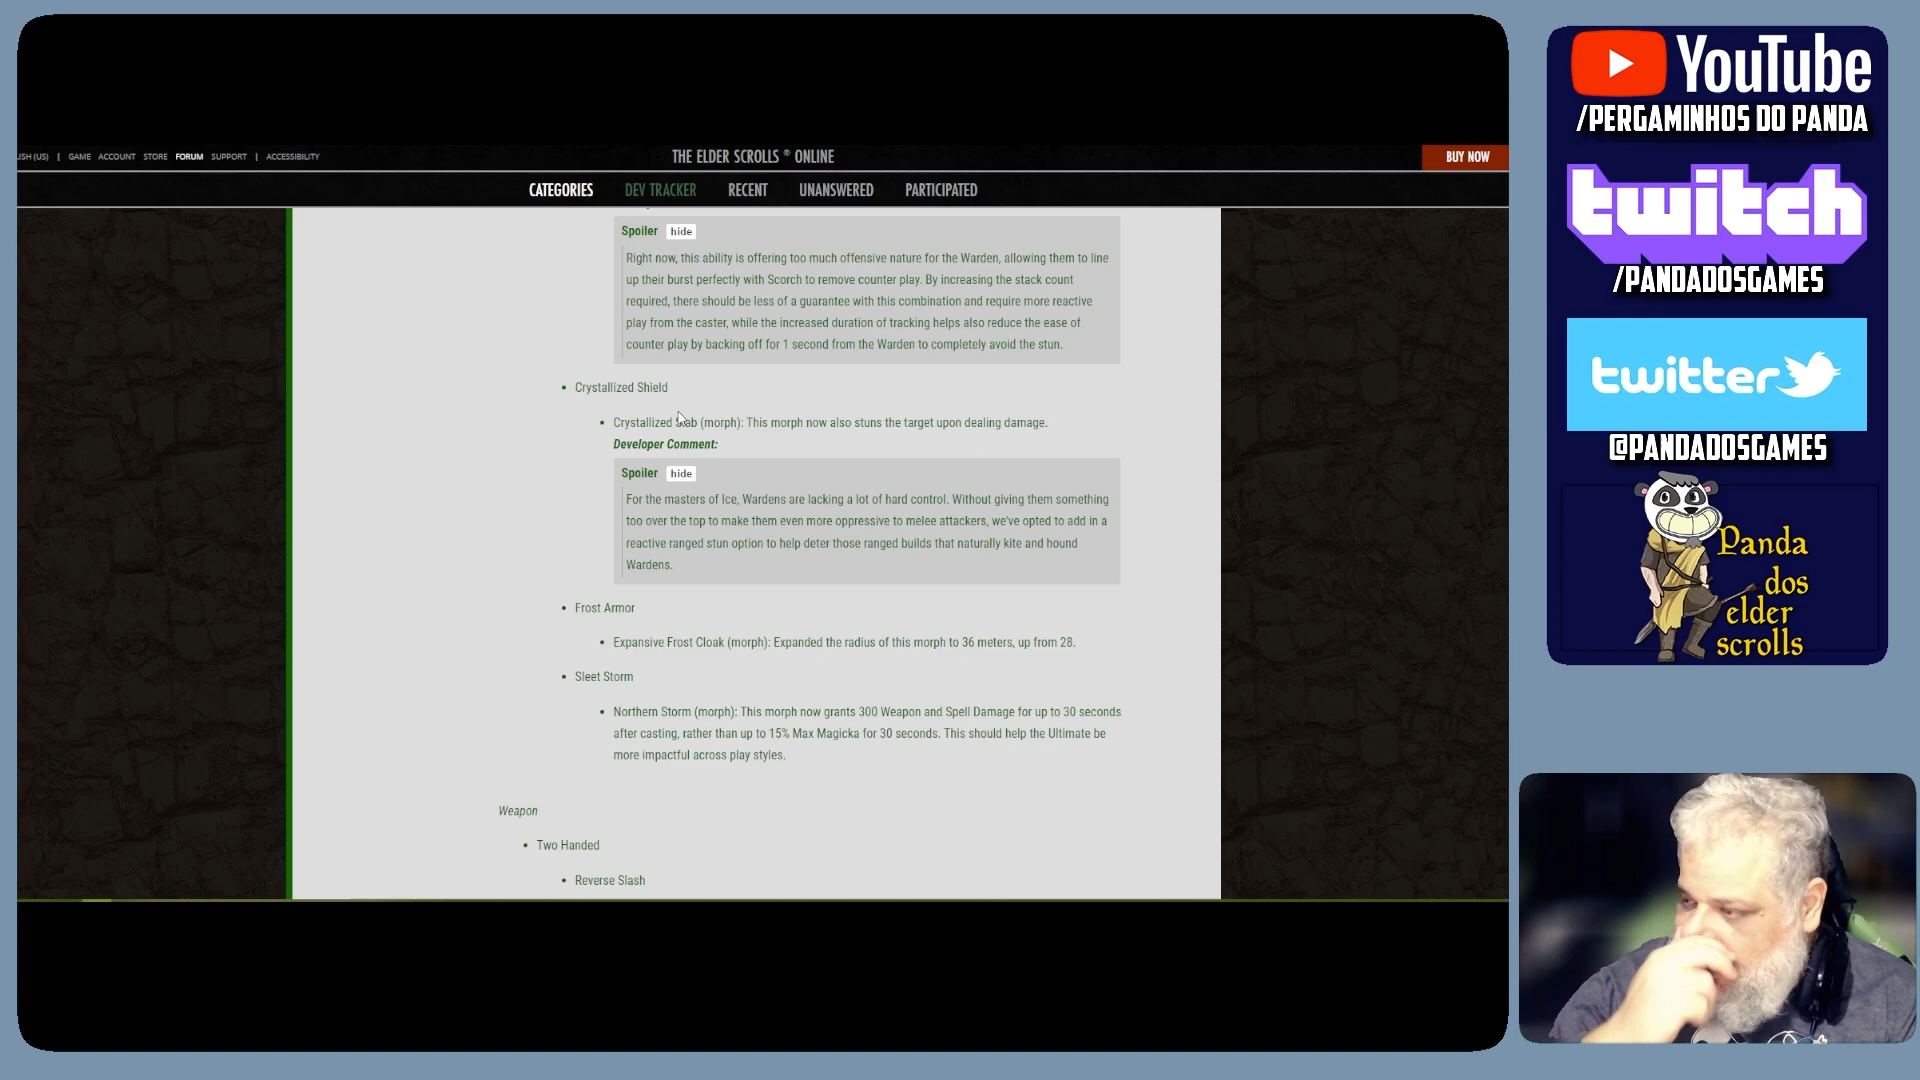 ISH (US) | GAME ACCOUNT STORE FORUM SUPPORT | ACCESSIBILITY
THE ELDER SCROLLS ® ONLINE
BUY NOW
CATEGORIES DEV TRACKER RECENT UNANSWERED PARTICIPATED
Spoiler hide
Right now, this ability is offering too much offensive nature for the Warden, allowing them to line
up their burst perfectly with Scorch to remove counter play. By increasing the stack count
required, there should be less of a guarantee with this combination and require more reactive
play from the caster, while the increased duration of tracking helps also reduce the ease of
counter play by backing off for 1 second from the Warden to completely avoid the stun.
• Crystallized Shield
• Crystallized Slab (morph): This morph now also stuns the target upon dealing damage.
Developer Comment:
Spoiler hide
For the masters of Ice, Wardens are lacking a lot of hard control. Without giving them something
too over the top to make them even more oppressive to melee attackers, we've opted to add in a
reactive ranged stun option to help deter those ranged builds that naturally kite and hound
Wardens.
• Frost Armor
• Expansive Frost Cloak (morph): Expanded the radius of this morph to 36 meters, up from 28.
• Sleet Storm
• Northern Storm (morph): This morph now grants 300 Weapon and Spell Damage for up to 30 seconds
after casting, rather than up to 15% Max Magicka for 30 seconds. This should help the Ultimate be
more impactful across play styles.
Weapon
• Two Handed
• Reverse Slash
YouTube
/PERGAMINHOS DO PANDA
twitch
/PANDADOSGAMES
twitter
@PANDADOSGAMES
Panda
dos
elder
scrolls